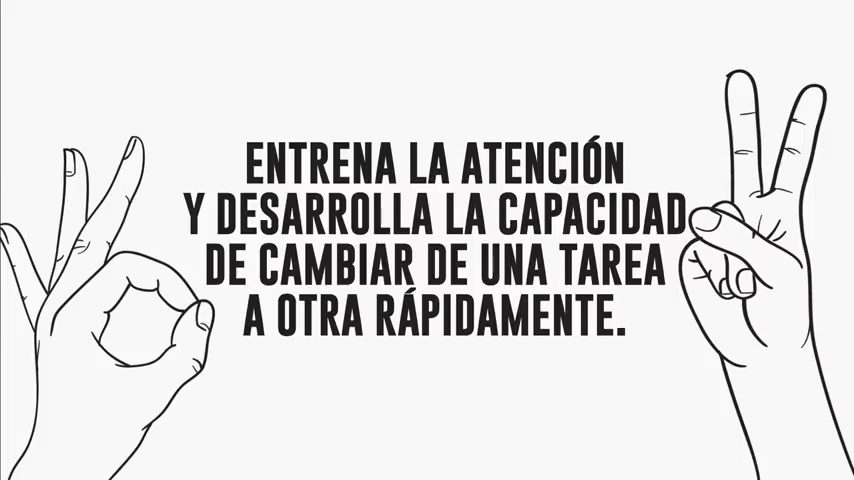 ENTRENA LA ATENCIÓN
Y DESARROLLA LA CAPACIDAD
DE CAMBIAR DE UNA TAREA
A OTRA RÁPIDAMENTE.